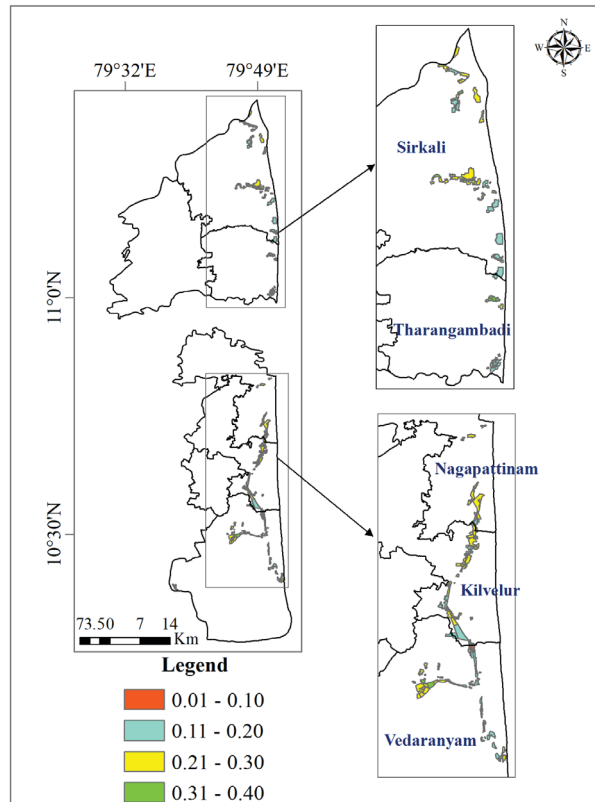 N
W E
S
79°32'E 79°49'E
Sirkali
11°0'N
Tharangambadi
Nagapattinam
10°30'N
Kilvelur
73.50 7 14
Km
Legend
0.01 - 0.10
0.11 - 0.20
Vedaranyam
0.21 - 0.30
0.31 - 0.40